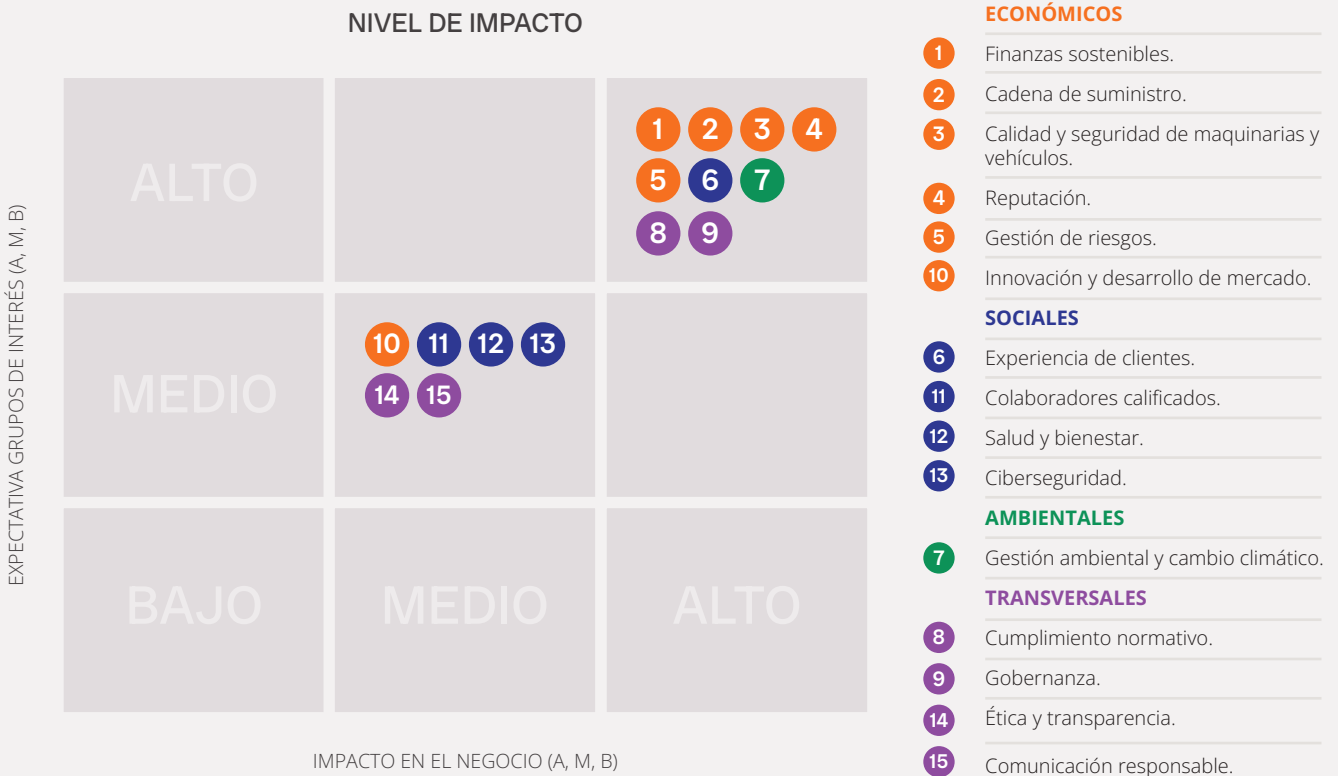 NIVEL DE IMPACTO
EXPECTATIVA GRUPOS DE INTERÉS (A, M, B)
ALTO
1 2 3 4
5 6 7
8 9
MEDIO
10 11 12 13
14 15
BAJO MEDIO ALTO
IMPACTO EN EL NEGOCIO (A, M, B)
ECONÓMICOS
1 Finanzas sostenibles.
2 Cadena de suministro.
3 Calidad y seguridad de maquinarias y
vehículos.
4 Reputación.
5 Gestión de riesgos.
10 Innovación y desarrollo de mercado.
SOCIALES
6 Experiencia de clientes.
11 Colaboradores calificados.
12 Salud y bienestar.
13 Ciberseguridad.
AMBIENTALES
7 Gestión ambiental y cambio climático.
TRANSVERSALES
8 Cumplimiento normativo.
9 Gobernanza.
14 Ética y transparencia.
15 Comunicación responsable.